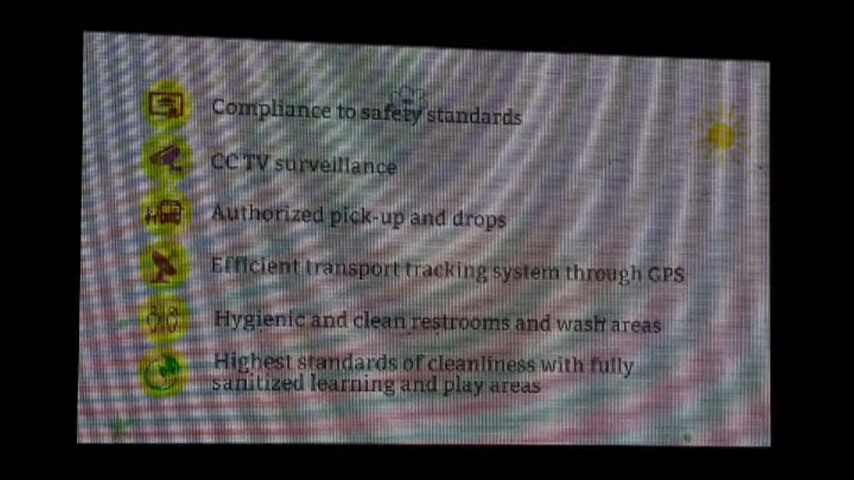 Compliance to safety standards
CC TV surveillance
Authorized pick-up and drops
Efficient transport tracking system through GPS
Hygienic and clean restrooms and wash areas
Highest standards of cleanliness with fully
sanitized learning and play areas